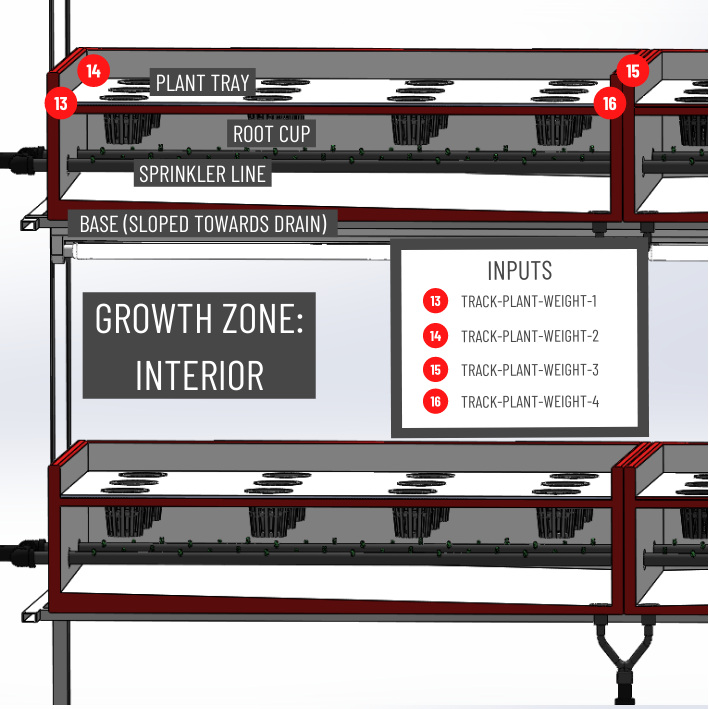 14
15
13
16
PLANT TRAY
ROOT CUP
SPRINKLER LINE
BASE (SLOPED TOWARDS DRAIN)
GROWTH ZONE:
INTERIOR
INPUTS
13 TRACK-PLANT-WEIGHT-1
14 TRACK-PLANT-WEIGHT-2
15 TRACK-PLANT-WEIGHT-3
16 TRACK-PLANT-WEIGHT-4